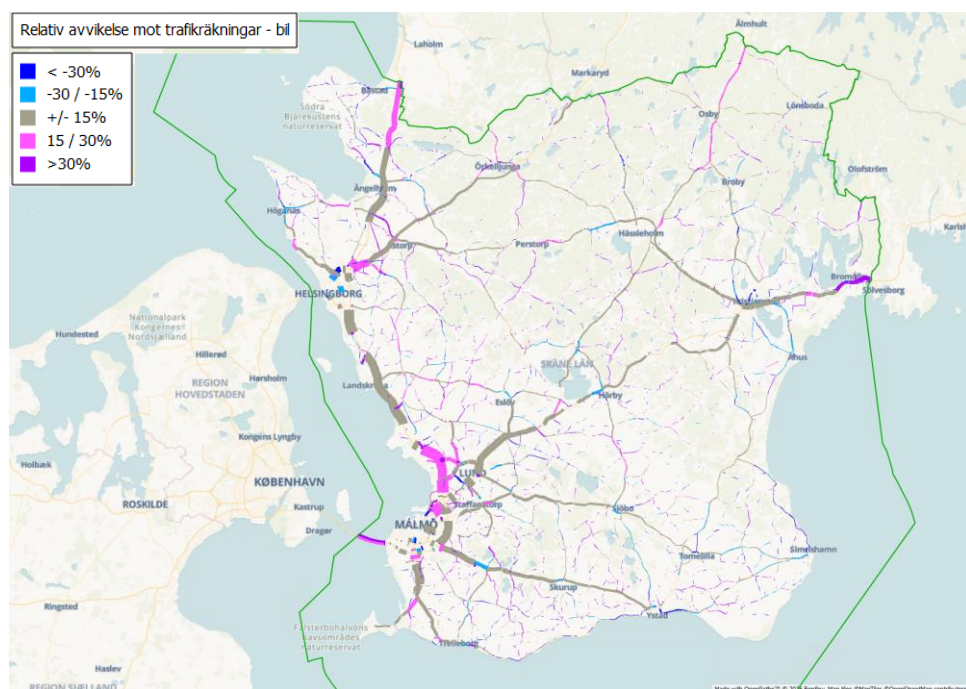 Relativ avvikelse mot trafikräkningar - bil
< -30%
-30 / -15%
+/- 15%
15 / 30%
>30%
Älmhult
Laholm
Markaryd
Båstad
Lönsboda
Södra
Bjärekustens
naturreservat
Osby
Örkelljunga
Olofström
Broby
Ängelholm
Höganäs
Karlsh
Hässleholm
Perstorp
Bromölla
Sölvesborg
HELSINGBORG
Nationalpark
Kongernes
Nordsjælland
Hundested
Hillerød
SKÅNE LÄN
Åhus
REGION
HOVEDSTADEN
Hørsholm
Landskrona
Eslöv
Hörby
Kongens Lyngby
Holbæk
LUND
KØBENHAVN
ROSKILDE
Kastrup
Staffanstorp
Sjöbo
MALMÖ
Dragør
Tomelilla
Simrishamn
Skurup
Ringsted
Ystad
Falsterbohalvöns
havsområdes
naturreservat
Trelleborg
Haslev
REGION SJÆLLAND